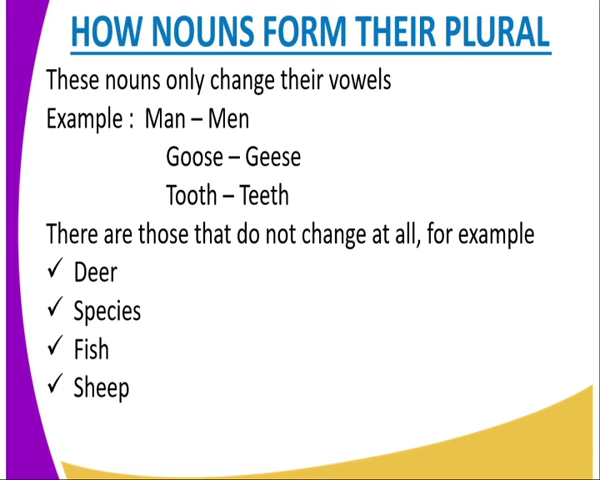 HOW NOUNS FORM THEIR PLURAL
These nouns only change their vowels
Example : Man – Men
Goose – Geese
Tooth – Teeth
There are those that do not change at all, for example
✓ Deer
✓ Species
✓ Fish
✓ Sheep